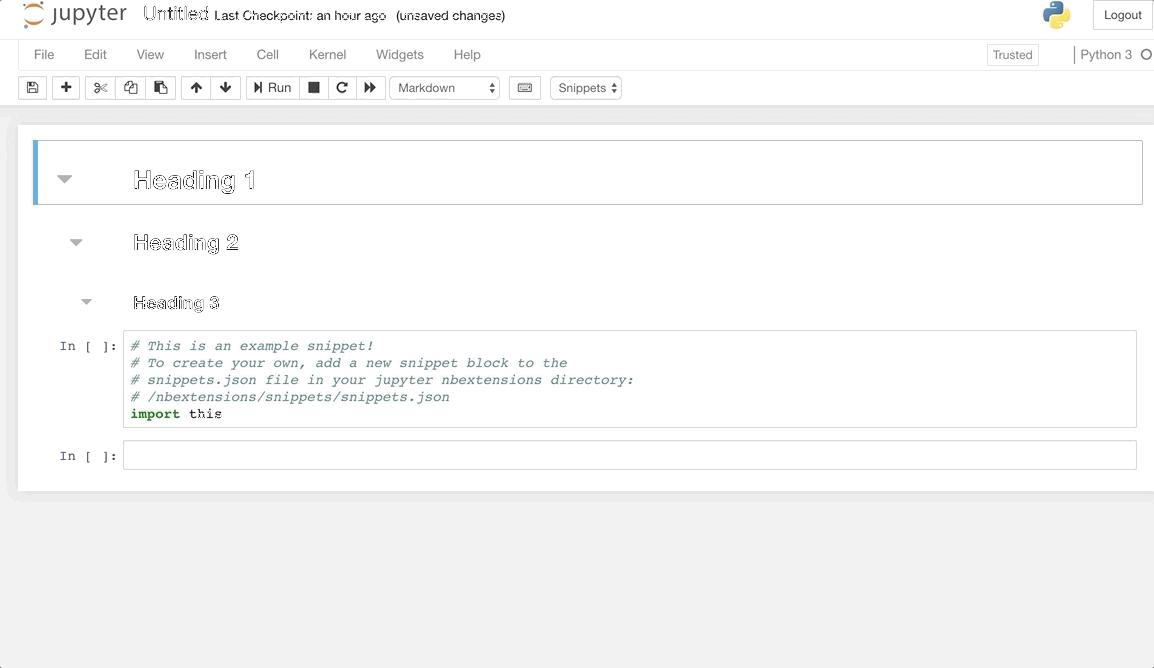 jupyter Untitled Last Checkpoint: an hour ago (unsaved changes) Logout
File Edit View Insert Cell Kernel Widgets Help Trusted Python 3
Run Markdown Snippets
Heading 1
Heading 2
Heading 3
In [ ]: # This is an example snippet!
# To create your own, add a new snippet block to the
# snippets.json file in your jupyter nbextensions directory:
# /nbextensions/snippets/snippets.json
import this
In [ ]: